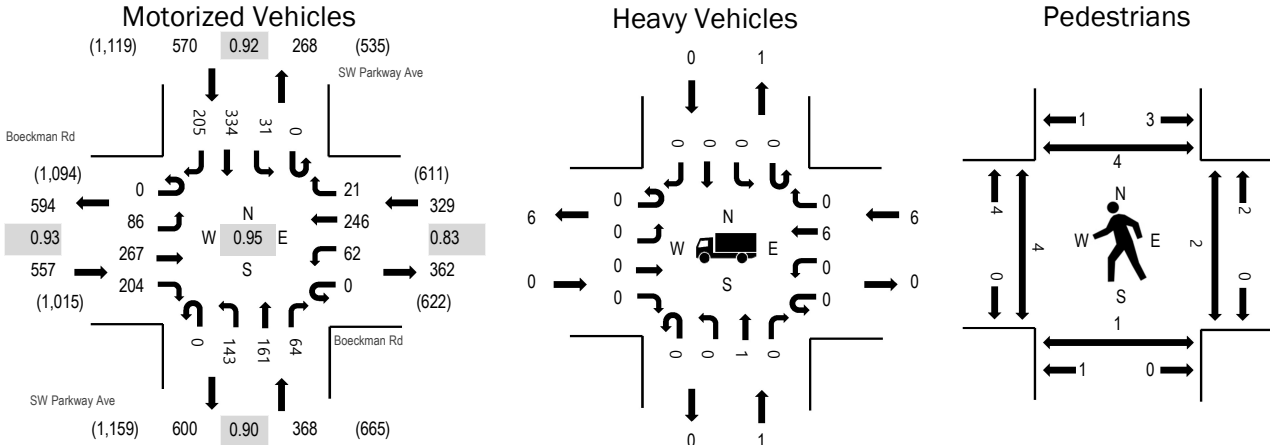 Motorized Vehicles
(1,119) 570 0.92 268 (535)
SW Parkway Ave
205 334 31 0
Boeckman Rd
(1,094)
594
0.93
557
(1,015)
0
86
267
204
N
W 0.95 E
S
21
246
62
0
(611)
329
0.83
362
(622)
0 143 161 64
Boeckman Rd
SW Parkway Ave
(1,159) 600 0.90 368 (665)
Heavy Vehicles
0 1
0 0 0 0
6
0
0
0
0
0
N
W E
S
0
6
0
0
6
0
0 0 1 0
0 1
Pedestrians
1 3
4
4
0
4
N
W E
S
2
2
0
1
1 0